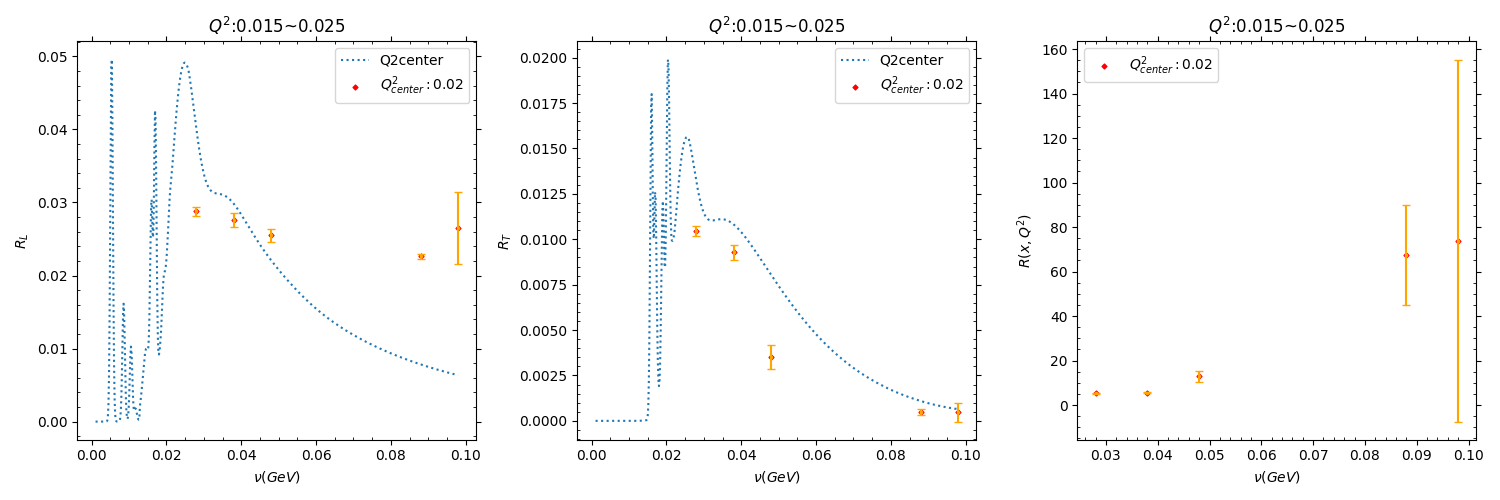 Q²:0.015~0.025
Q2center
Q²center : 0.02
0.05
0.04
0.03
0.02
0.01
0.00
R_L
0.00 0.02 0.04 0.06 0.08 0.10
ν(GeV)
Q²:0.015~0.025
Q2center
Q²center : 0.02
0.0200
0.0175
0.0150
0.0125
0.0100
0.0075
0.0050
0.0025
0.0000
R_T
0.00 0.02 0.04 0.06 0.08 0.10
ν(GeV)
Q²:0.015~0.025
Q²center : 0.02
160
140
120
100
80
60
40
20
0
R(x, Q²)
0.03 0.04 0.05 0.06 0.07 0.08 0.09 0.10
ν(GeV)